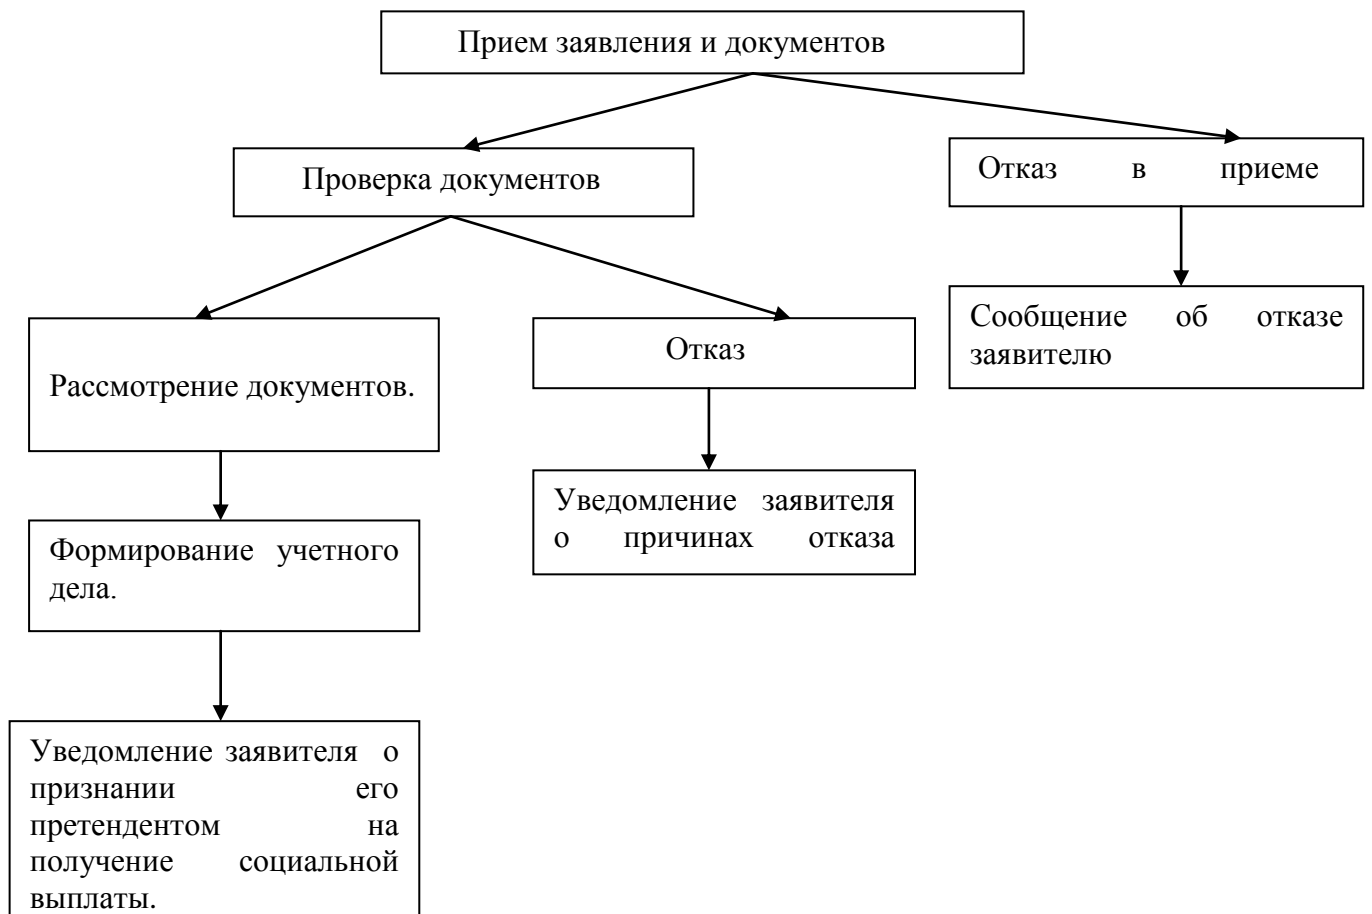 Прием заявления и документов
Проверка документов
Отказ в приеме
Сообщение об отказе
заявителю
Рассмотрение документов.
Отказ
Уведомление заявителя
о причинах отказа
Формирование учетного
дела.
Уведомление заявителя о
признании его
претендентом на
получение социальной
выплаты.